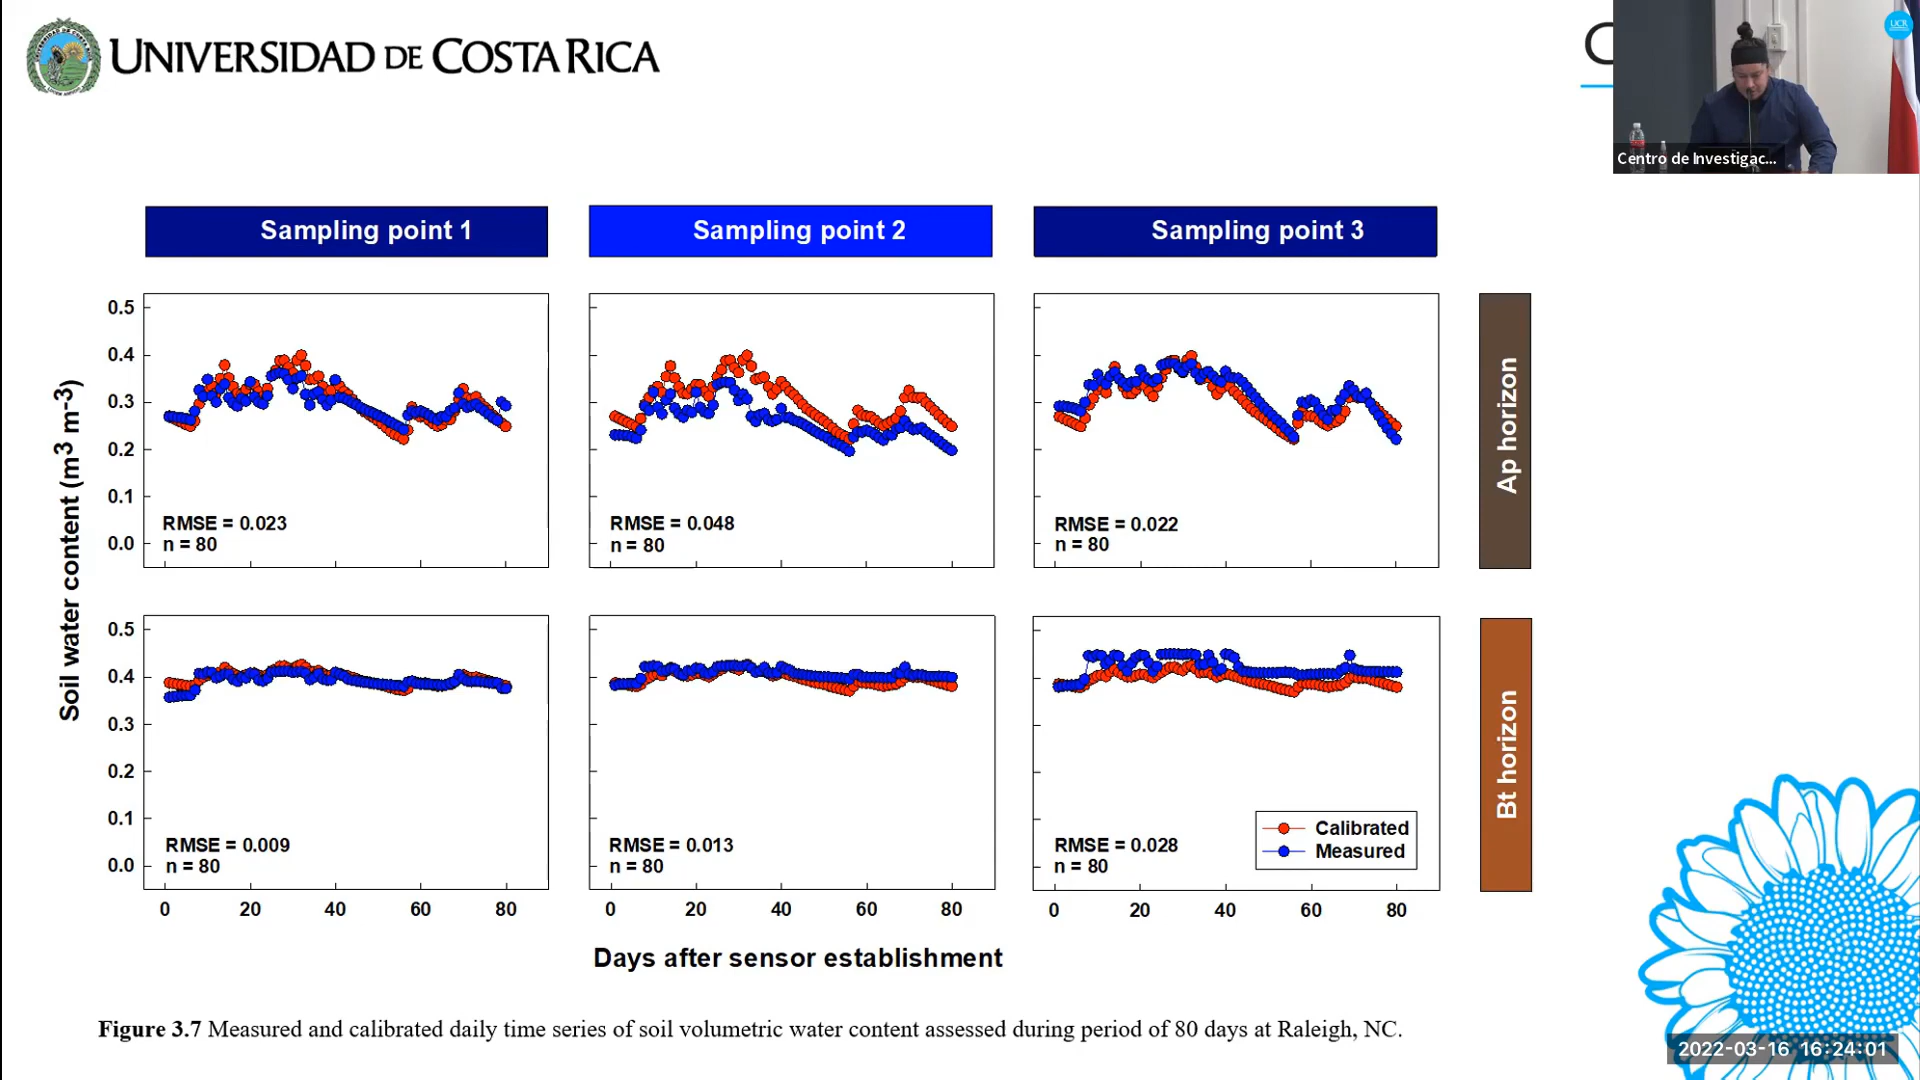 UNIVERSIDAD DE COSTA RICA
C
UCR
Centro de Investigac...
Sampling point 1
Sampling point 2
Sampling point 3
Soil water content (m3 m-3)
0.5
0.4
0.3
0.2
0.1
0.0
RMSE = 0.023
n = 80
RMSE = 0.048
n = 80
RMSE = 0.022
n = 80
Ap horizon
0.5
0.4
0.3
0.2
0.1
0.0
RMSE = 0.009
n = 80
RMSE = 0.013
n = 80
RMSE = 0.028
n = 80
Calibrated
Measured
Bt horizon
0 20 40 60 80
0 20 40 60 80
0 20 40 60 80
Days after sensor establishment
Figure 3.7 Measured and calibrated daily time series of soil volumetric water content assessed during period of 80 days at Raleigh, NC.
2022-03-16 16:24:01